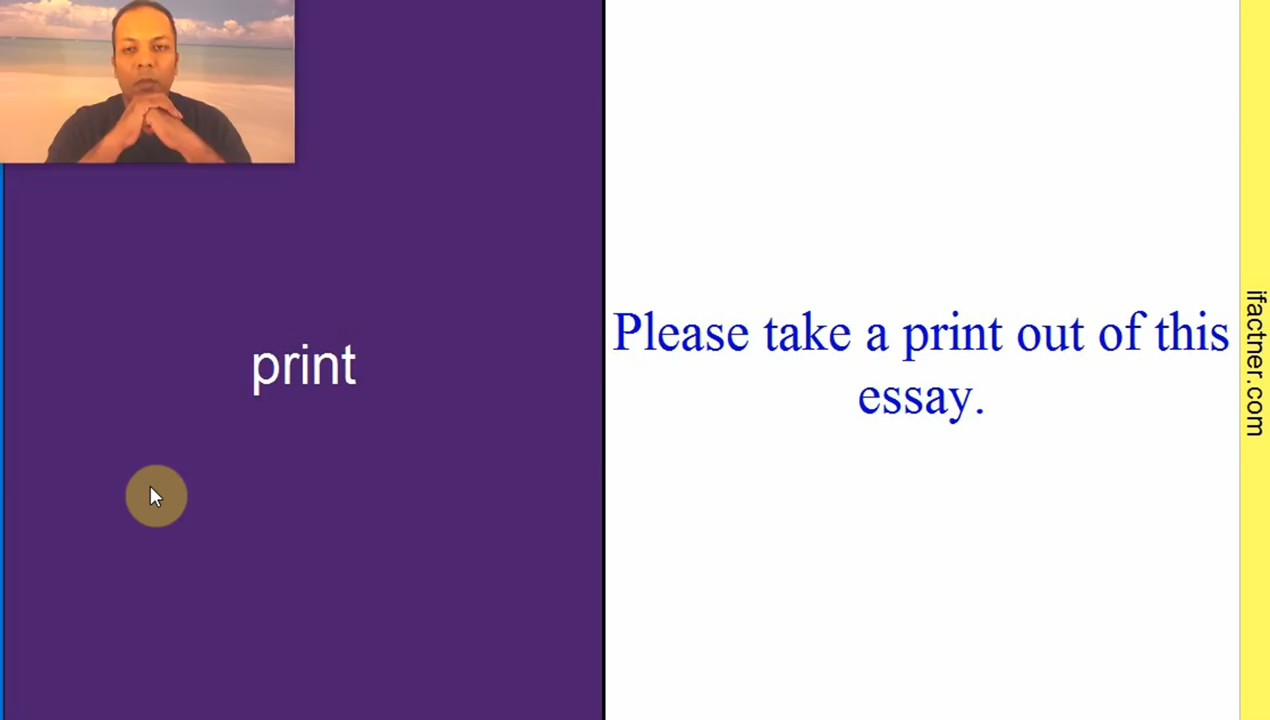 print
Please take a print out of this
essay.
ifactner.com